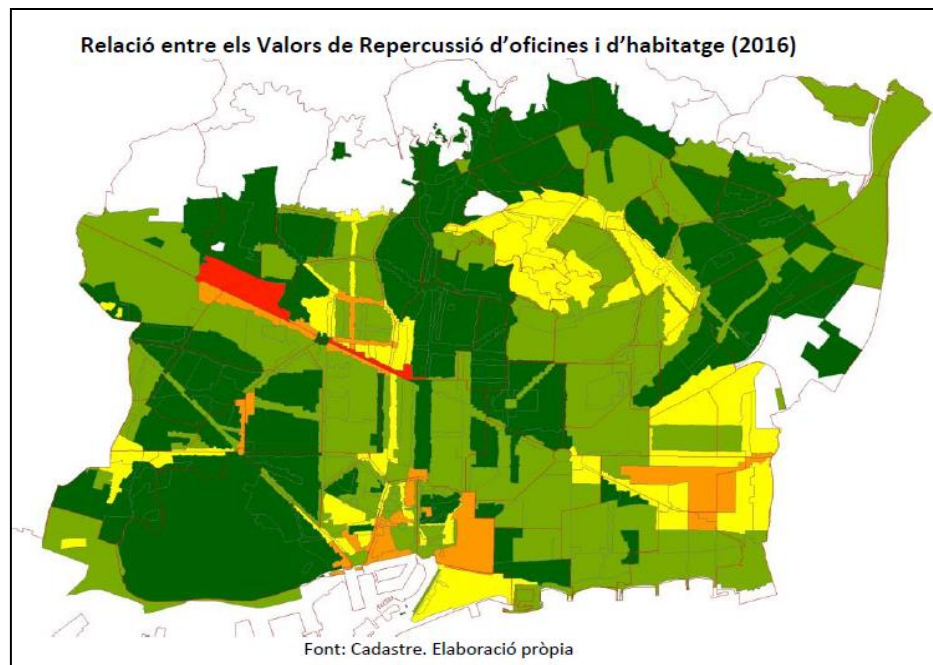 Relació entre els Valors de Repercussió d'oficines i d'habitatge (2016)
Font: Cadastre. Elaboració pròpia